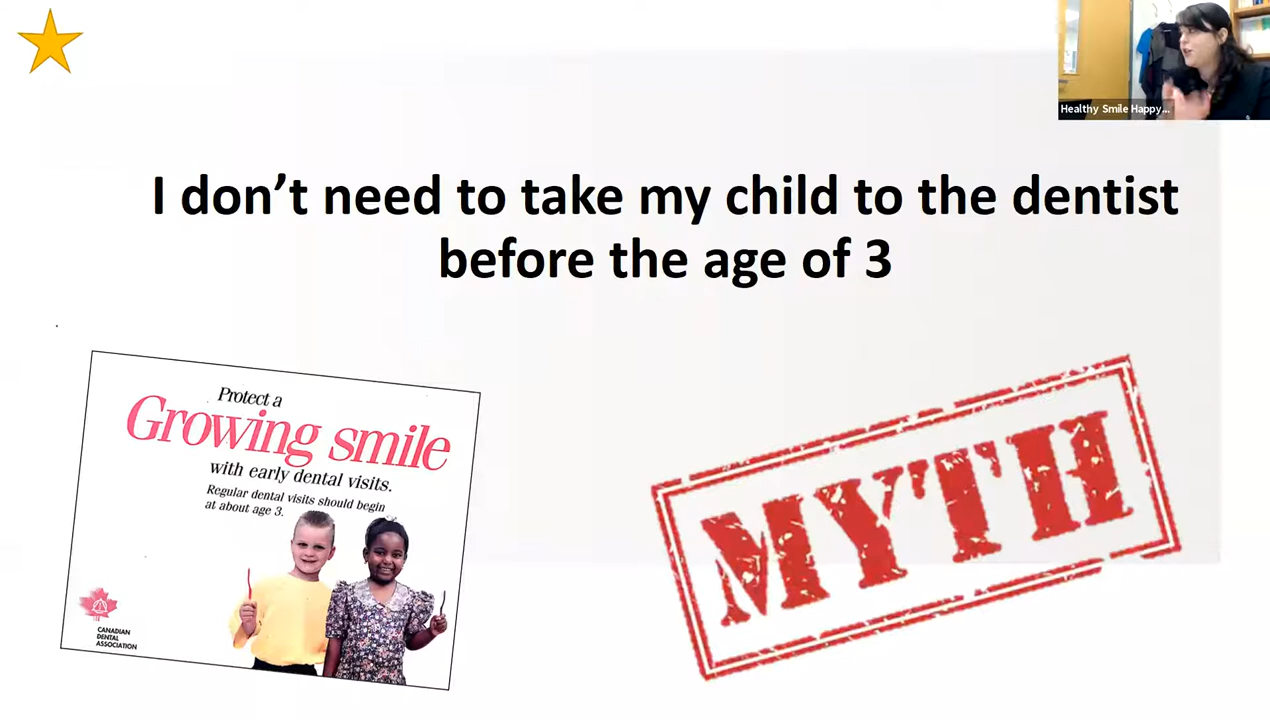 Healthy Smile Happy...
I don’t need to take my child to the dentist
before the age of 3
Protect a
Growing smile
with early dental visits.
Regular dental visits should begin
at about age 3.
CANADIAN
DENTAL
ASSOCIATION
MYTH